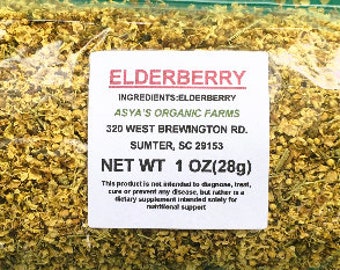 ELDERBERRY
INGREDIENTS:ELDERBERRY
ASYA'S ORGANIC FARMS
320 WEST BREWINGTON RD.
SUMTER, SC 29153
NET WT 1 OZ(28g)
This product is not intended to diagnose, treat,
cure or prevent any disease, but rather is a
dietary supplement intended solely for
nutritional support